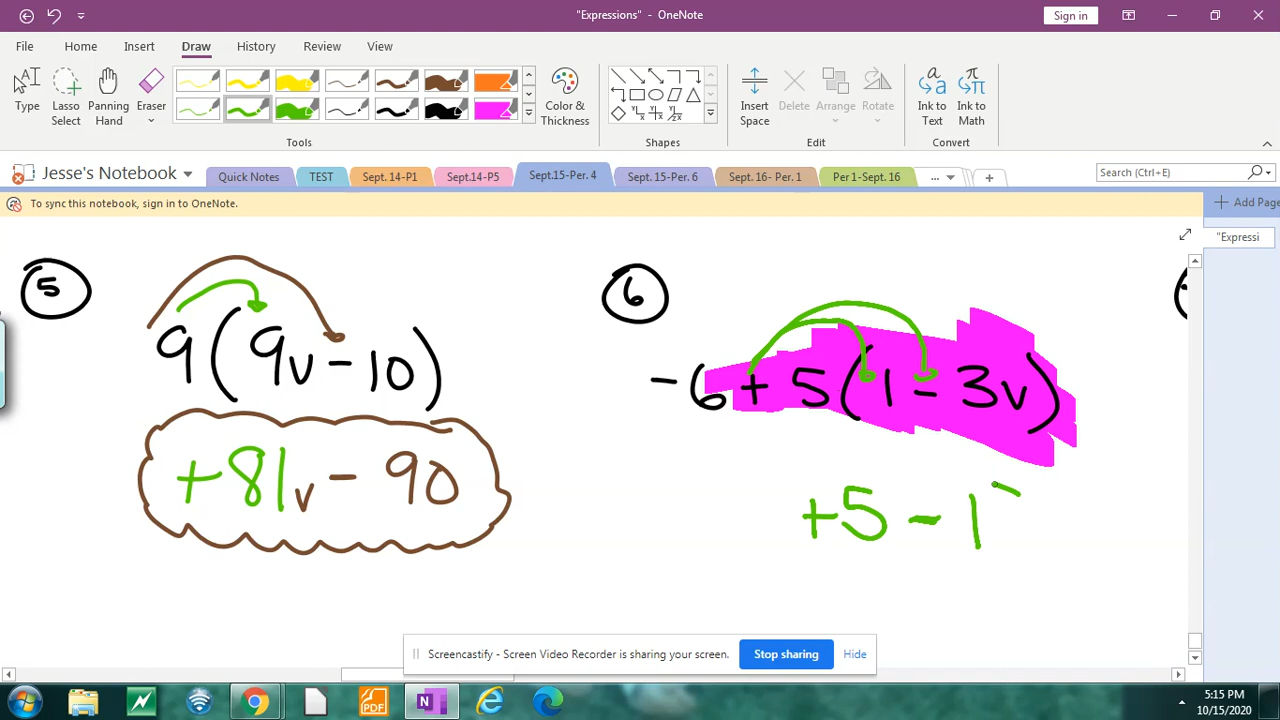 "Expressions" - OneNote
Sign in
File Home Insert Draw History Review View
Type
Lasso Select
Panning Hand
Eraser
Color & Thickness
Insert Space
Delete
Arrange
Rotate
Ink to Text
Ink to Math
Tools
Shapes
Edit
Convert
Jesse's Notebook
Quick Notes
TEST
Sept. 14-P1
Sept.14-P5
Sept.15-Per. 4
Sept. 15-Per. 6
Sept. 16- Per. 1
Per 1-Sept. 16
...
Search (Ctrl+E)
To sync this notebook, sign in to OneNote.
Add Page
"Expressi
5
9(9v-10)
+81v - 90
6
-6 + 5(1 - 3v)
+5 - 1
Screencastify - Screen Video Recorder is sharing your screen.
Stop sharing
Hide
PDF
5:15 PM
10/15/2020